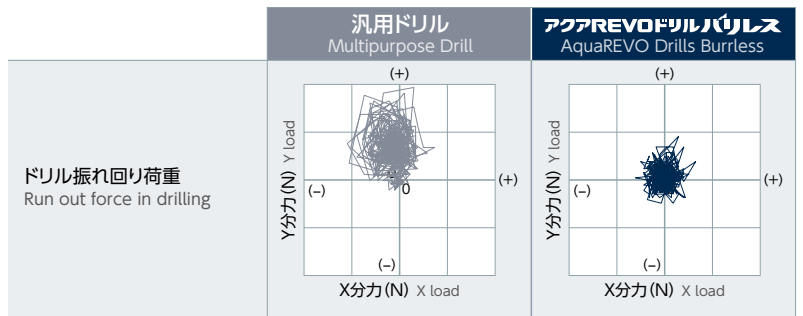 汎用ドリル
Multipurpose Drill
アクアREVOドリル バリレス
AquaREVO Drills Burrless
ドリル振れ回り荷重
Run out force in drilling
(+)
Y分力(N) Y load
(−)
0
(+)
(−)
X分力(N) X load
(+)
Y分力(N) Y load
(−)
(+)
(−)
X分力(N) X load